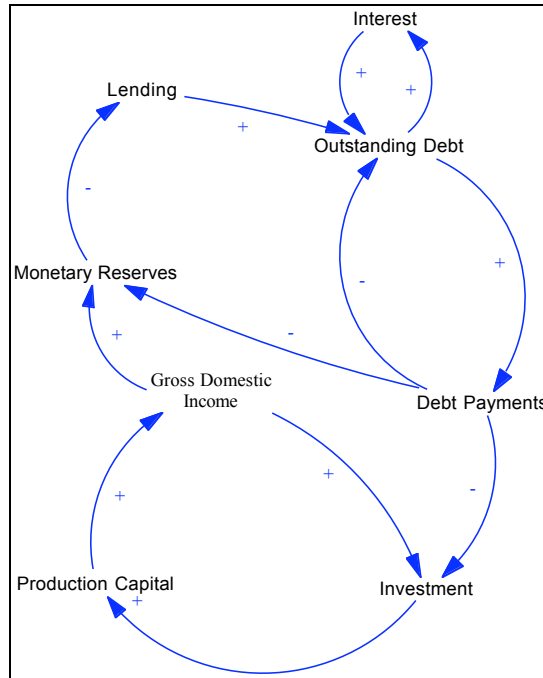 Interest
+
+
Lending
+
Outstanding Debt
-
+
Monetary Reserves
-
-
+
Gross Domestic
Income
Debt Payments
+
-
+
Production Capital
+
Investment